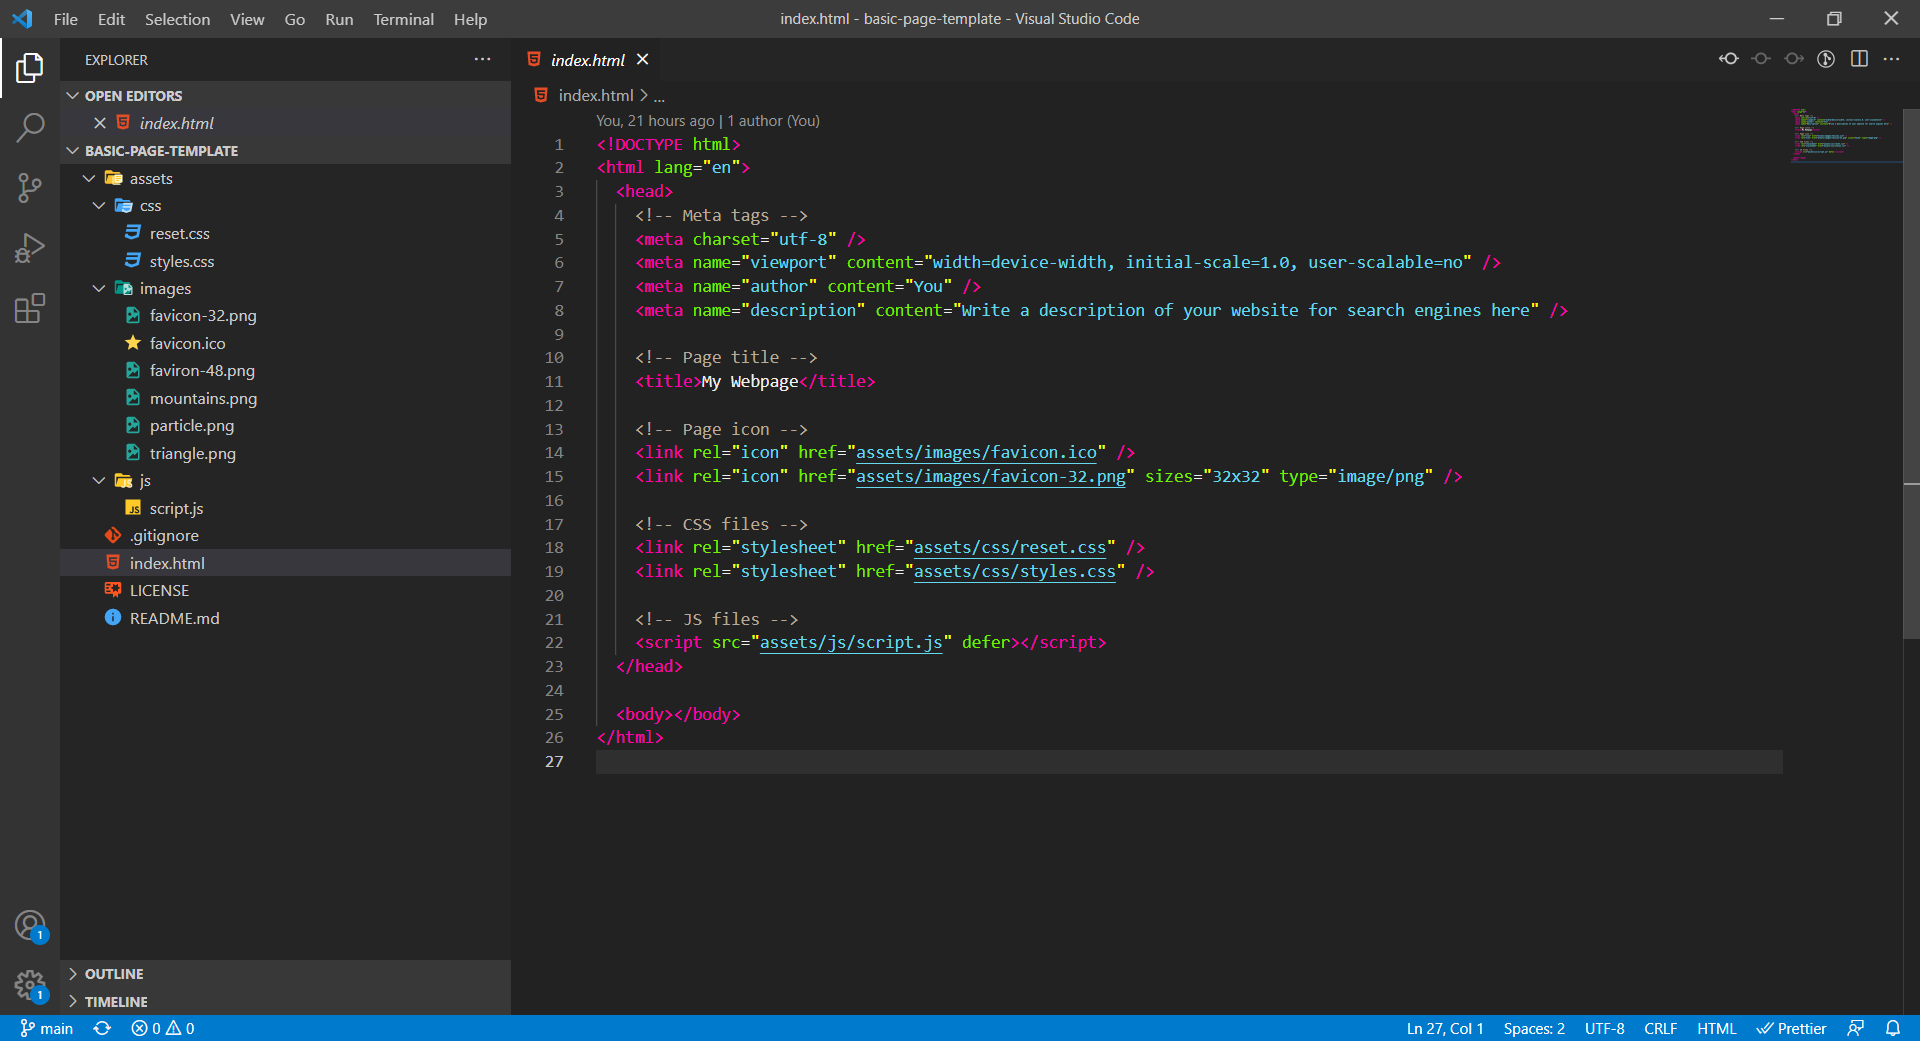 File Edit Selection View Go Run Terminal Help
index.html - basic-page-template - Visual Studio Code
EXPLORER
OPEN EDITORS
index.html
BASIC-PAGE-TEMPLATE
assets
css
reset.css
styles.css
images
favicon-32.png
favicon.ico
faviron-48.png
mountains.png
particle.png
triangle.png
js
JS script.js
.gitignore
index.html
LICENSE
README.md
OUTLINE
TIMELINE
1
1
index.html
index.html > ...
You, 21 hours ago | 1 author (You)
1 <!DOCTYPE html>
2 <html lang="en">
3 <head>
4 <!-- Meta tags -->
5 <meta charset="utf-8" />
6 <meta name="viewport" content="width=device-width, initial-scale=1.0, user-scalable=no" />
7 <meta name="author" content="You" />
8 <meta name="description" content="Write a description of your website for search engines here" />
9
10 <!-- Page title -->
11 <title>My Webpage</title>
12
13 <!-- Page icon -->
14 <link rel="icon" href="assets/images/favicon.ico" />
15 <link rel="icon" href="assets/images/favicon-32.png" sizes="32x32" type="image/png" />
16
17 <!-- CSS files -->
18 <link rel="stylesheet" href="assets/css/reset.css" />
19 <link rel="stylesheet" href="assets/css/styles.css" />
20
21 <!-- JS files -->
22 <script src="assets/js/script.js" defer></script>
23 </head>
24
25 <body></body>
26 </html>
27
main 0 0 Ln 27, Col 1 Spaces: 2 UTF-8 CRLF HTML Prettier